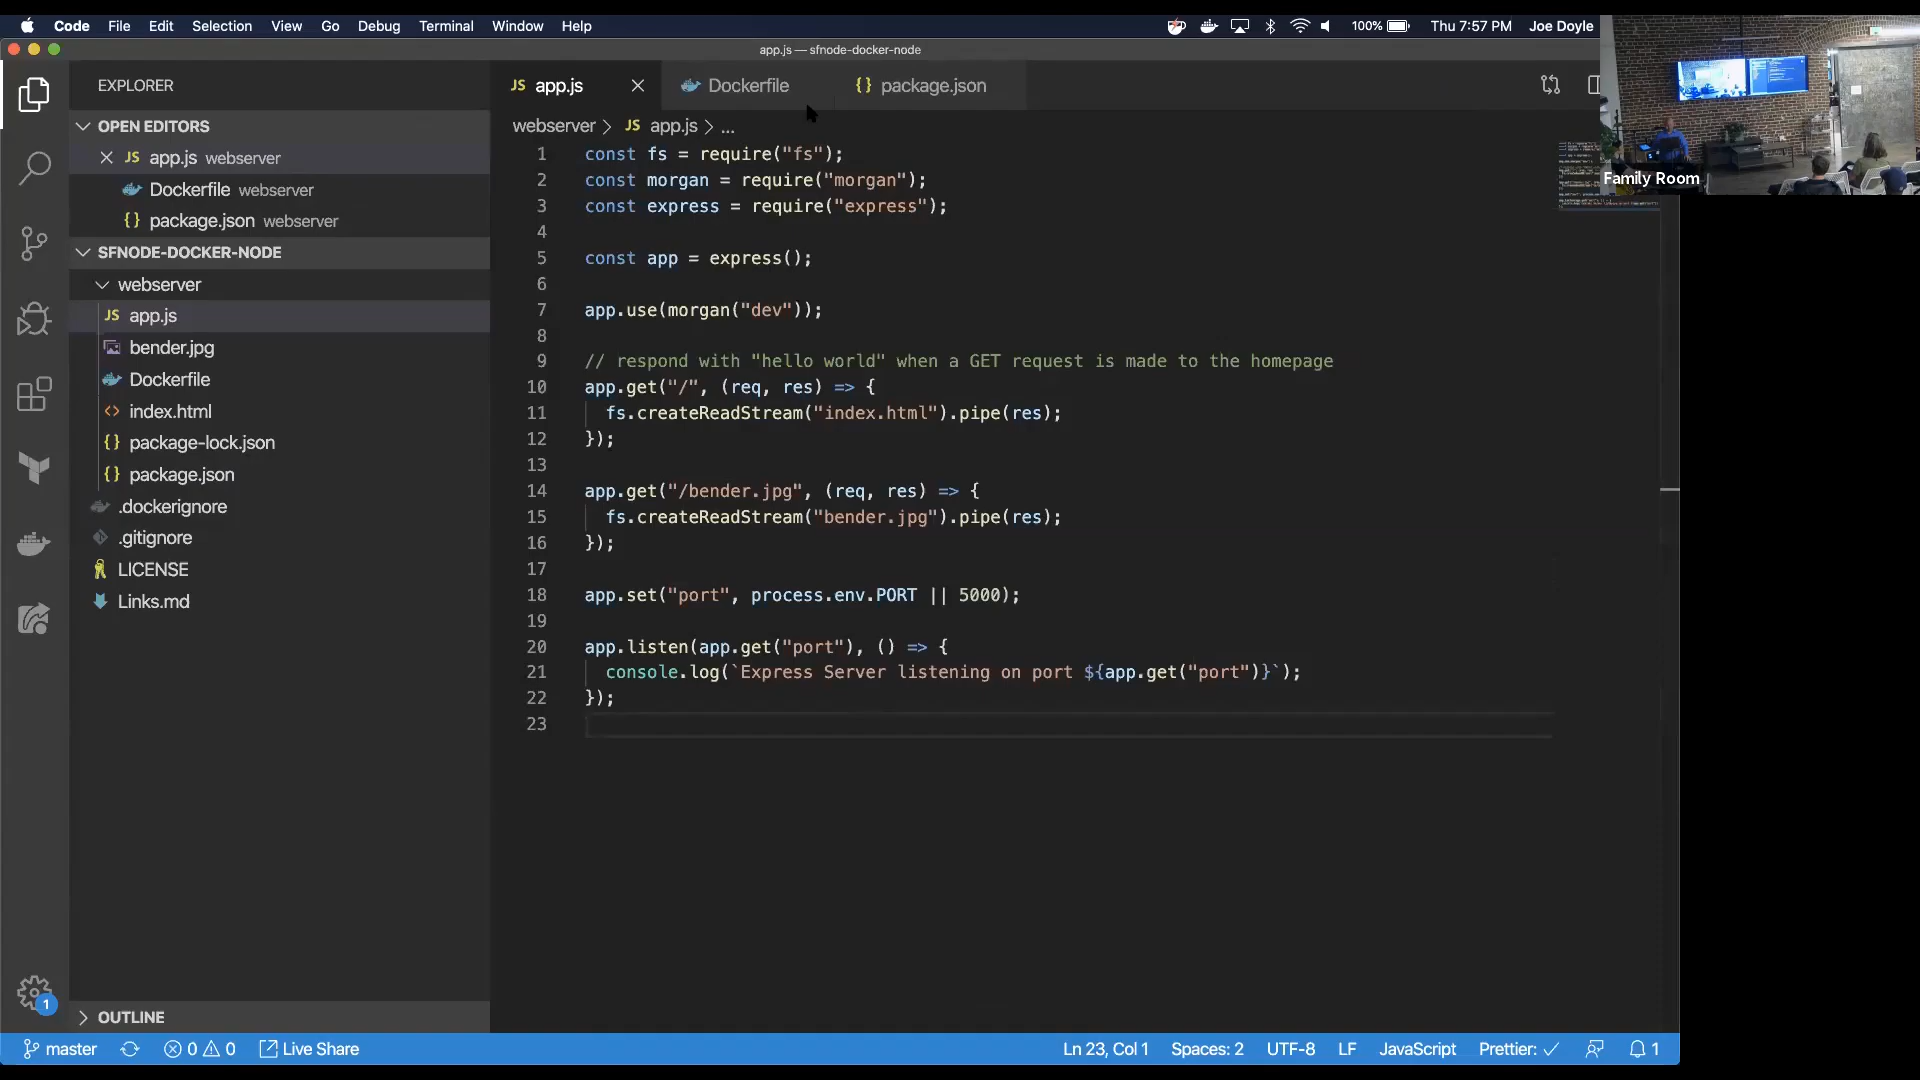 Code File Edit Selection View Go Debug Terminal Window Help 100% Thu 7:57 PM Joe Doyle
app.js — sfnode-docker-node
EXPLORER
OPEN EDITORS
JS app.js webserver
Dockerfile webserver
{} package.json webserver
SFNODE-DOCKER-NODE
webserver
JS app.js
bender.jpg
Dockerfile
<> index.html
{} package-lock.json
{} package.json
.dockerignore
.gitignore
LICENSE
Links.md
OUTLINE
JS app.js Dockerfile {} package.json
webserver > JS app.js > ...
1 const fs = require("fs");
2 const morgan = require("morgan");
3 const express = require("express");
4
5 const app = express();
6
7 app.use(morgan("dev"));
8
9 // respond with "hello world" when a GET request is made to the homepage
10 app.get("/", (req, res) => {
11 fs.createReadStream("index.html").pipe(res);
12 });
13
14 app.get("/bender.jpg", (req, res) => {
15 fs.createReadStream("bender.jpg").pipe(res);
16 });
17
18 app.set("port", process.env.PORT || 5000);
19
20 app.listen(app.get("port"), () => {
21 console.log(`Express Server listening on port ${app.get("port")}`);
22 });
23
Family Room
1
master 0 0 Live Share Ln 23, Col 1 Spaces: 2 UTF-8 LF JavaScript Prettier: ✓ 1